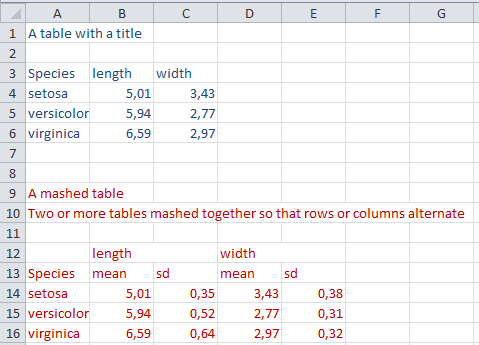 A B C D E F G
1 A table with a title
2
3 Species length width
4 setosa 5,01 3,43
5 versicolor 5,94 2,77
6 virginica 6,59 2,97
7
8
9 A mashed table
10 Two or more tables mashed together so that rows or columns alternate
11
12 length width
13 Species mean sd mean sd
14 setosa 5,01 0,35 3,43 0,38
15 versicolor 5,94 0,52 2,77 0,31
16 virginica 6,59 0,64 2,97 0,32